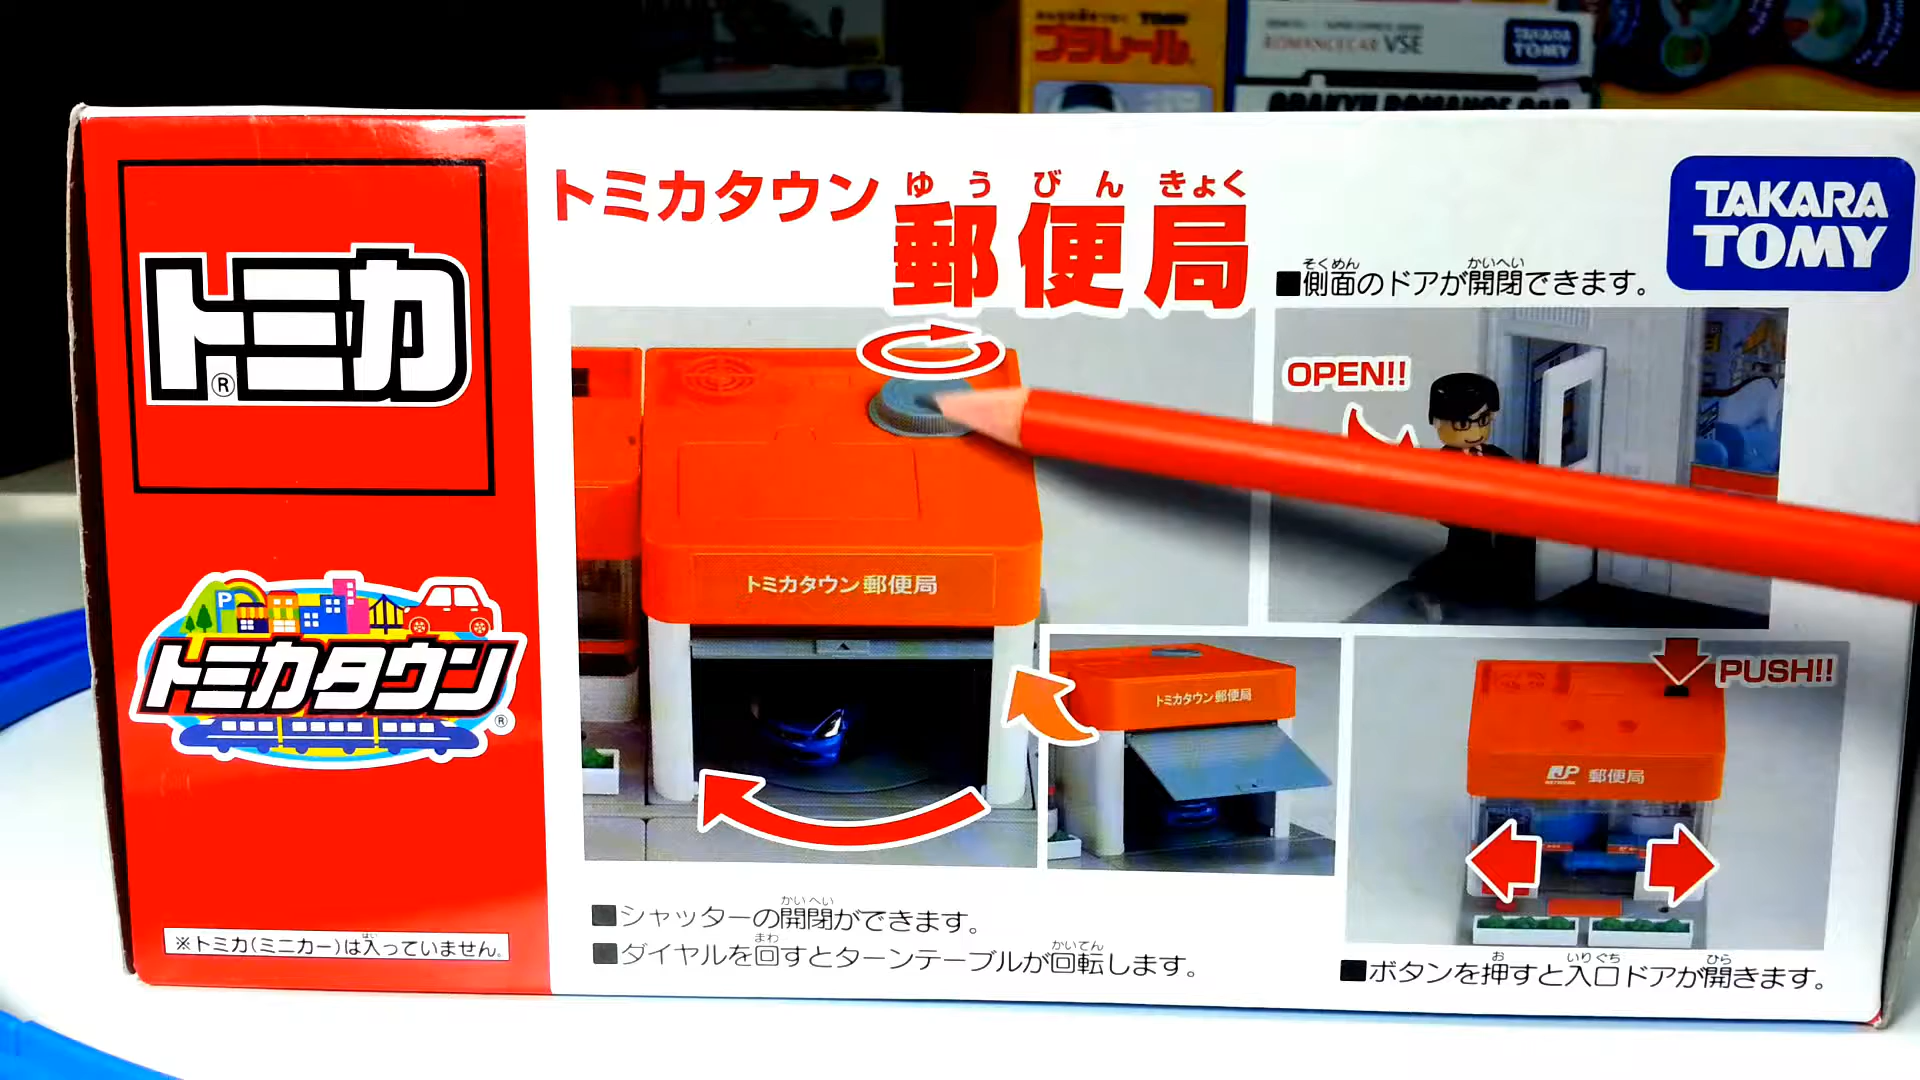 TOMY
プラレール
ROMANCECAR VSE
TAKARA
TOMY
トミカ®
トミカタウン
ゆうびんきょく
郵便局
TAKARA
TOMY
そくめん かいへい
■側面のドアが開閉できます。
OPEN!!
トミカタウン郵便局
トミカタウン郵便局
PUSH!!
JP 郵便局
P
トミカタウン®
※トミカ(ミニカー)は入っていません。
はい
かいへい
■シャッターの開閉ができます。
まわ かいてん
■ダイヤルを回すとターンテーブルが回転します。
お いりぐち ひら
■ボタンを押すと入口ドアが開きます。